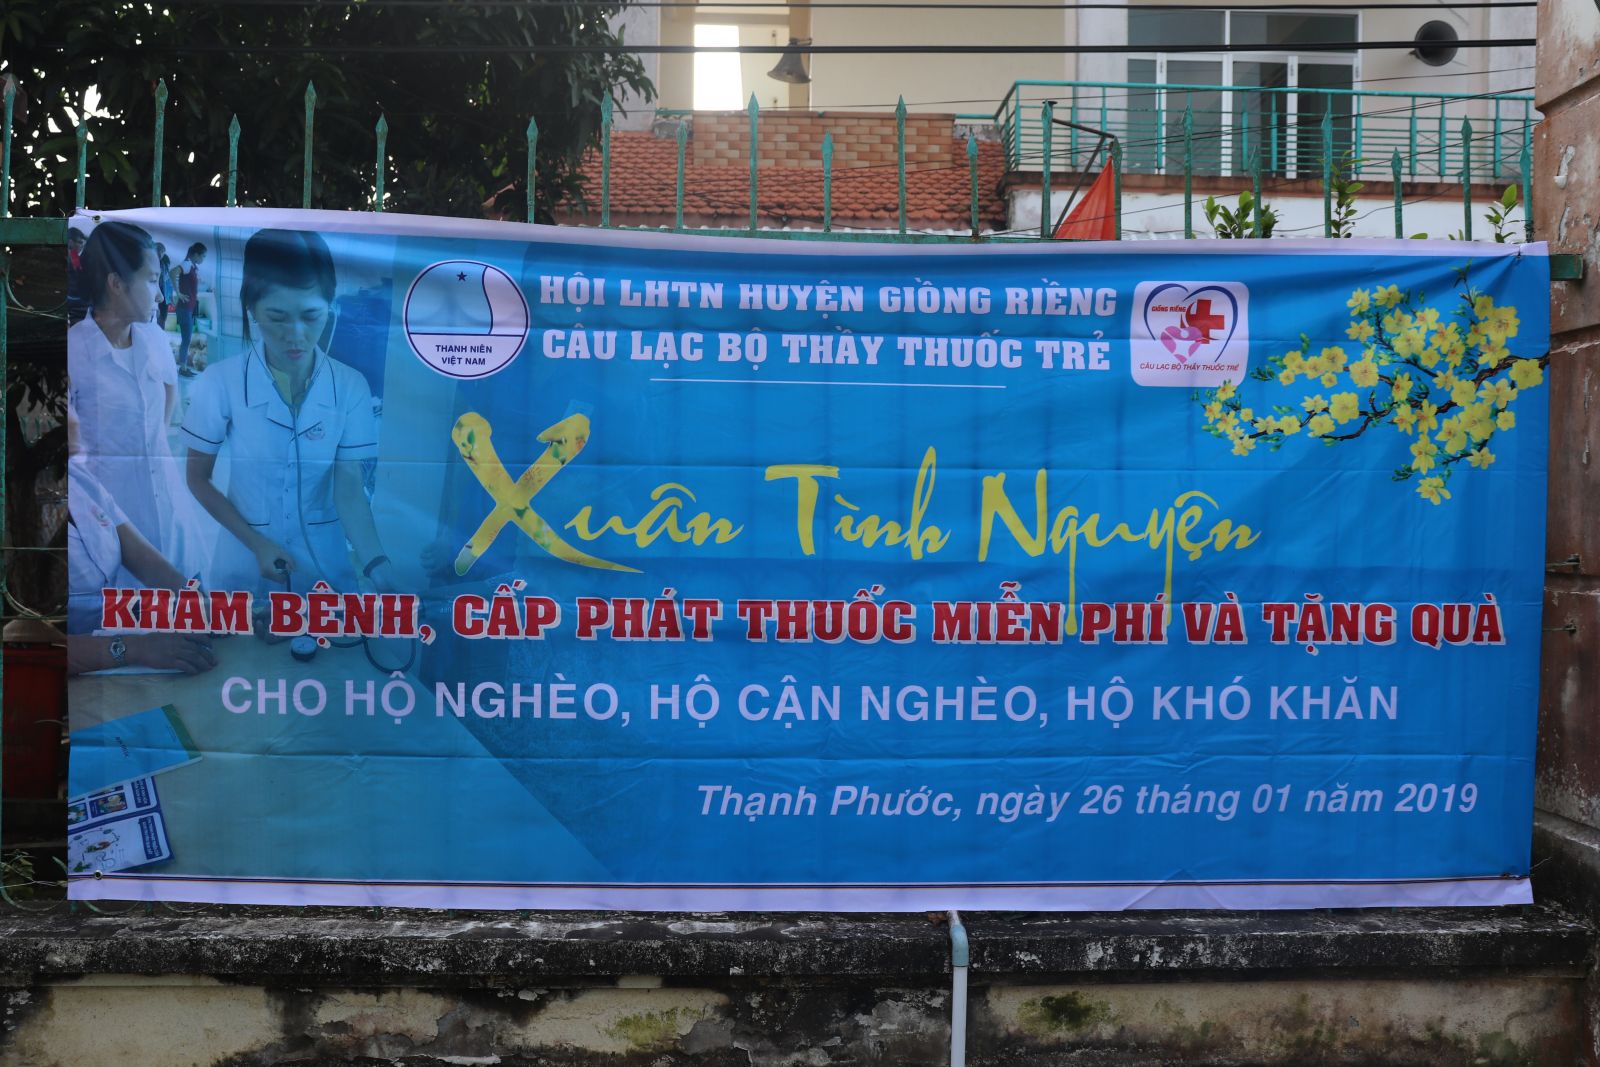 THANH NIÊN
VIỆT NAM
HỘI LHTN HUYỆN GIỒNG RIỀNG
CÂU LẠC BỘ THẦY THUỐC TRẺ
GIỒNG RIỀNG
CÂU LẠC BỘ THẦY THUỐC TRẺ
Xuân Tình Nguyện
KHÁM BỆNH, CẤP PHÁT THUỐC MIỄN PHÍ VÀ TẶNG QUÀ
CHO HỘ NGHÈO, HỘ CẬN NGHÈO, HỘ KHÓ KHĂN
Thạnh Phước, ngày 26 tháng 01 năm 2019